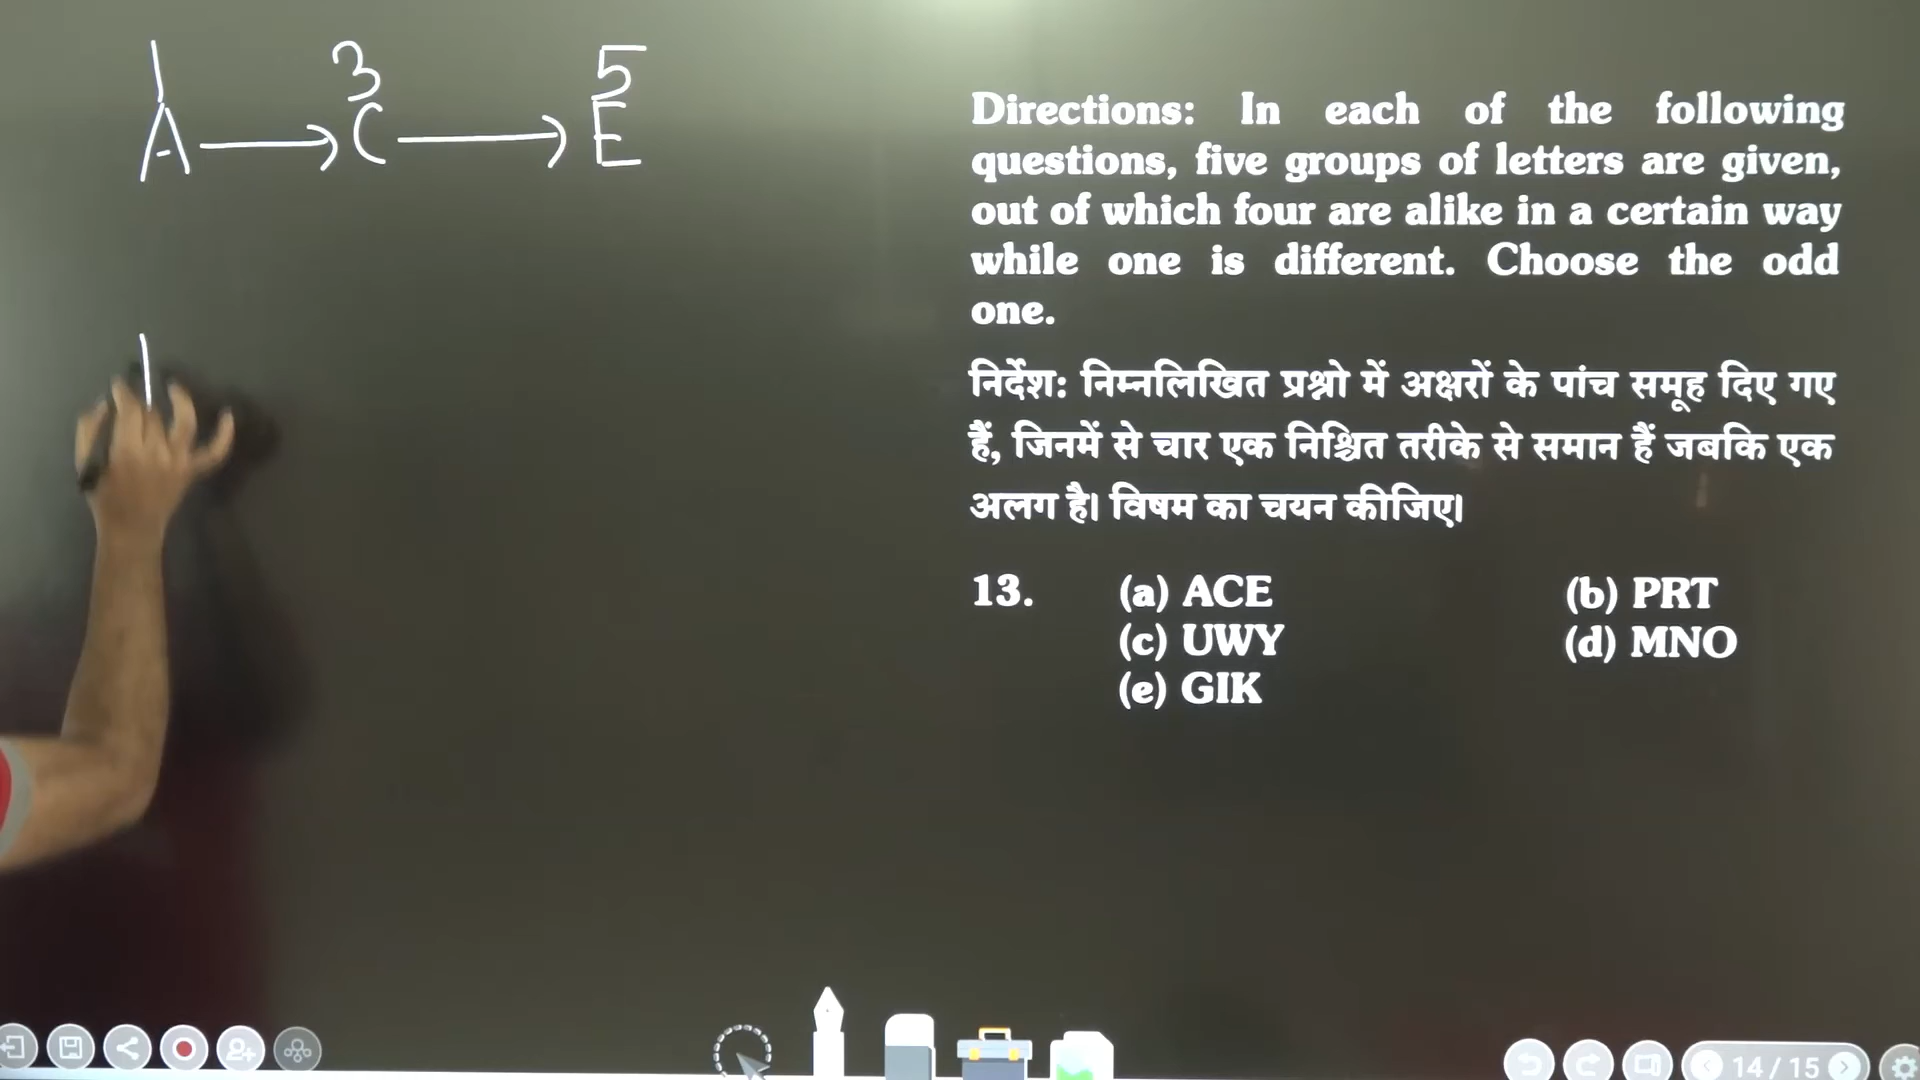 1 3 5
A → C → E
Directions: In each of the following
questions, five groups of letters are given,
out of which four are alike in a certain way
while one is different. Choose the odd
one.
निर्देश: निम्नलिखित प्रश्नो में अक्षरों के पांच समूह दिए गए
हैं, जिनमें से चार एक निश्चित तरीके से समान हैं जबकि एक
अलग है। विषम का चयन कीजिए।
13. (a) ACE (b) PRT
(c) UWY (d) MNO
(e) GIK
14 / 15